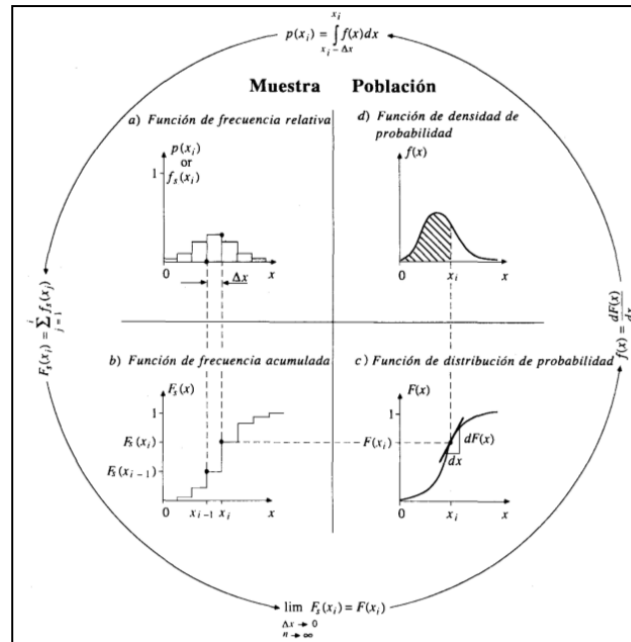 p(x_i) = ∫_{x_i − Δx}^{x_i} f(x)dx
Muestra Población
a) Función de frecuencia relativa
p(x_i)
or
f_s(x_i)
1
0 x
Δx
d) Función de densidad de
probabilidad
f(x)
0 x_i x
F_s(x_i) = Σ_{j = 1}^{i} f_s(x_j)
f(x) = dF(x)/dx
b) Función de frecuencia acumulada
F_s(x)
1
F_s(x_i)
F_s(x_{i−1})
0 x_{i−1} x_i x
c) Función de distribución de probabilidad
F(x)
1
F(x_i)
dF(x)
dx
0 x_i x
lim F_s(x_i) = F(x_i)
Δx → 0
n → ∞